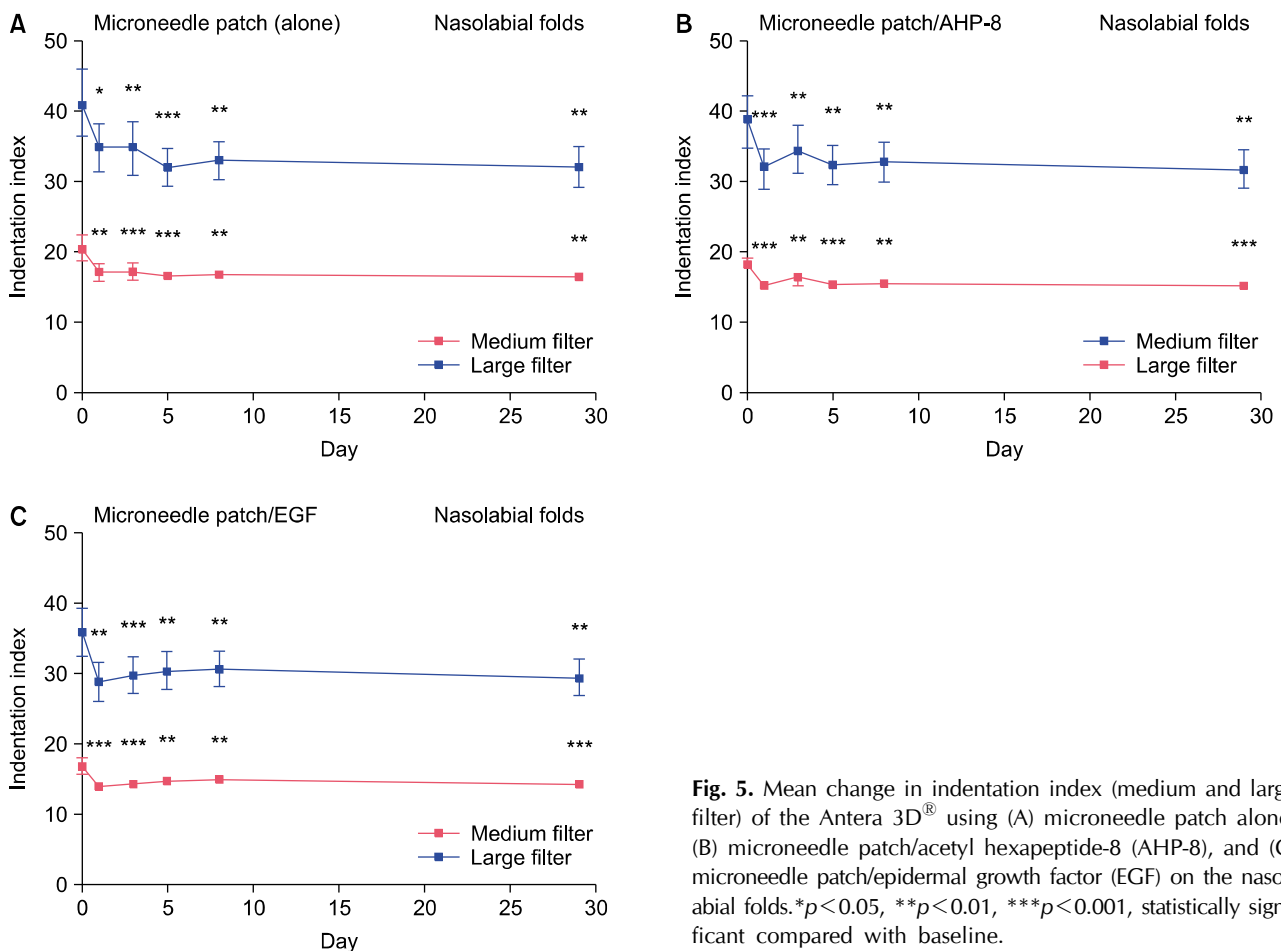 A Microneedle patch (alone) Nasolabial folds
50
40
30
20
10
0
Indentation index
* ** *** ** **
** *** *** ** **
Medium filter
Large filter
0 5 10 15 20 25 30
Day
B Microneedle patch/AHP-8 Nasolabial folds
50
40
30
20
10
0
Indentation index
*** ** ** ** **
*** ** *** ** ***
Medium filter
Large filter
0 5 10 15 20 25 30
Day
C Microneedle patch/EGF Nasolabial folds
50
40
30
20
10
0
Indentation index
** *** ** ** **
*** *** ** ** ***
Medium filter
Large filter
0 5 10 15 20 25 30
Day
Fig. 5. Mean change in indentation index (medium and larg
filter) of the Antera 3D® using (A) microneedle patch alone
(B) microneedle patch/acetyl hexapeptide-8 (AHP-8), and (C
microneedle patch/epidermal growth factor (EGF) on the nasol
abial folds.*p<0.05, **p<0.01, ***p<0.001, statistically signi
ficant compared with baseline.